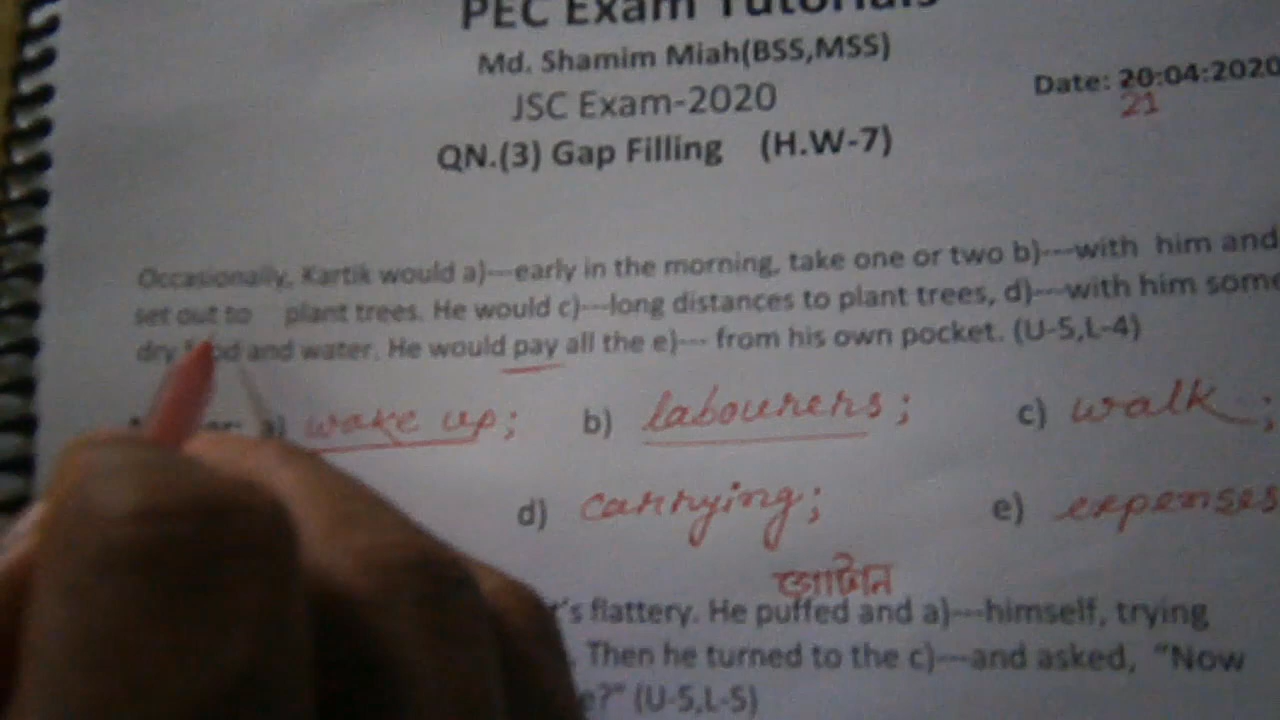 PEC Exam Tutorials
Md. Shamim Miah(BSS,MSS)
Date: 20:04:2020
21
JSC Exam-2020
QN.(3) Gap Filling (H.W-7)
Occasionally, Kartik would a)---early in the morning, take one or two b)---with him and
set out to plant trees. He would c)---long distances to plant trees, d)---with him some
dry food and water. He would pay all the e)--- from his own pocket. (U-5,L-4)
a) wake up; b) labourers; c) walk;
d) carrying; e) expenses
's flattery. He puffed and a)---himself, trying
Then he turned to the c)---and asked, "Now
e?" (U-5,L-5)